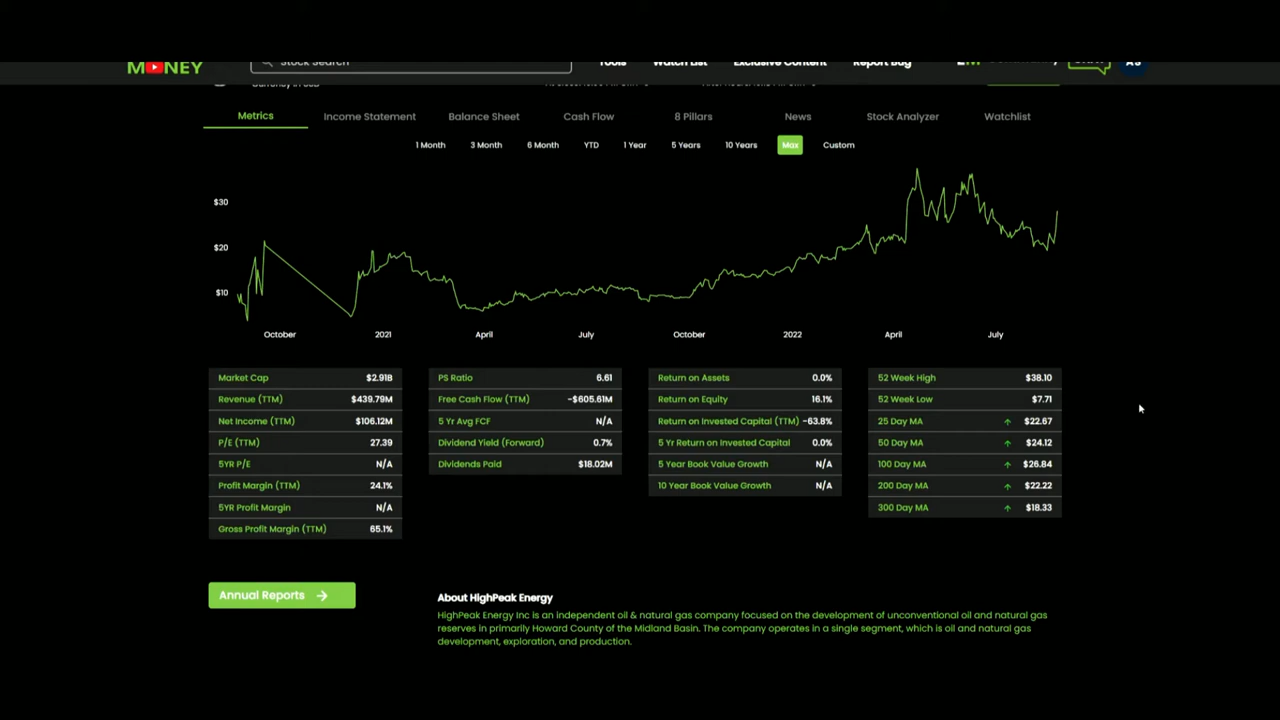 MONEY
Stock Search
Tools
Watch List
Exclusive Content
Report Bug
AS
Metrics
Income Statement
Balance Sheet
Cash Flow
8 Pillars
News
Stock Analyzer
Watchlist
1 Month
3 Month
6 Month
YTD
1 Year
5 Years
10 Years
Max
Custom
$30
$20
$10
October
2021
April
July
October
2022
April
July
Market Cap $2.91B
Revenue (TTM) $439.79M
Net Income (TTM) $106.12M
P/E (TTM) 27.39
5YR P/E N/A
Profit Margin (TTM) 24.1%
5YR Profit Margin N/A
Gross Profit Margin (TTM) 65.1%
PS Ratio 6.61
Free Cash Flow (TTM) -$605.61M
5 Yr Avg FCF N/A
Dividend Yield (Forward) 0.7%
Dividends Paid $18.02M
Return on Assets 0.0%
Return on Equity 16.1%
Return on Invested Capital (TTM) -63.8%
5 Yr Return on Invested Capital 0.0%
5 Year Book Value Growth N/A
10 Year Book Value Growth N/A
52 Week High $38.10
52 Week Low $7.71
25 Day MA ↑ $22.67
50 Day MA ↑ $24.12
100 Day MA ↑ $26.84
200 Day MA ↑ $22.22
300 Day MA ↑ $18.33
Annual Reports →
About HighPeak Energy
HighPeak Energy Inc is an independent oil & natural gas company focused on the development of unconventional oil and natural gas
reserves in primarily Howard County of the Midland Basin. The company operates in a single segment, which is oil and natural gas
development, exploration, and production.